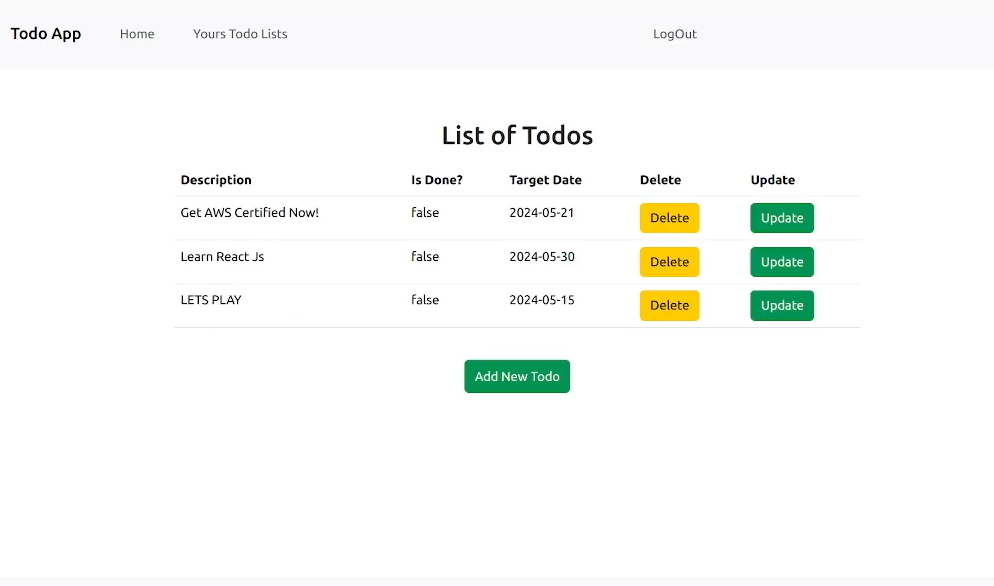 Todo App Home Yours Todo Lists LogOut
List of Todos
Description Is Done? Target Date Delete Update
Get AWS Certified Now! false 2024-05-21 Delete Update
Learn React Js false 2024-05-30 Delete Update
LETS PLAY false 2024-05-15 Delete Update
Add New Todo